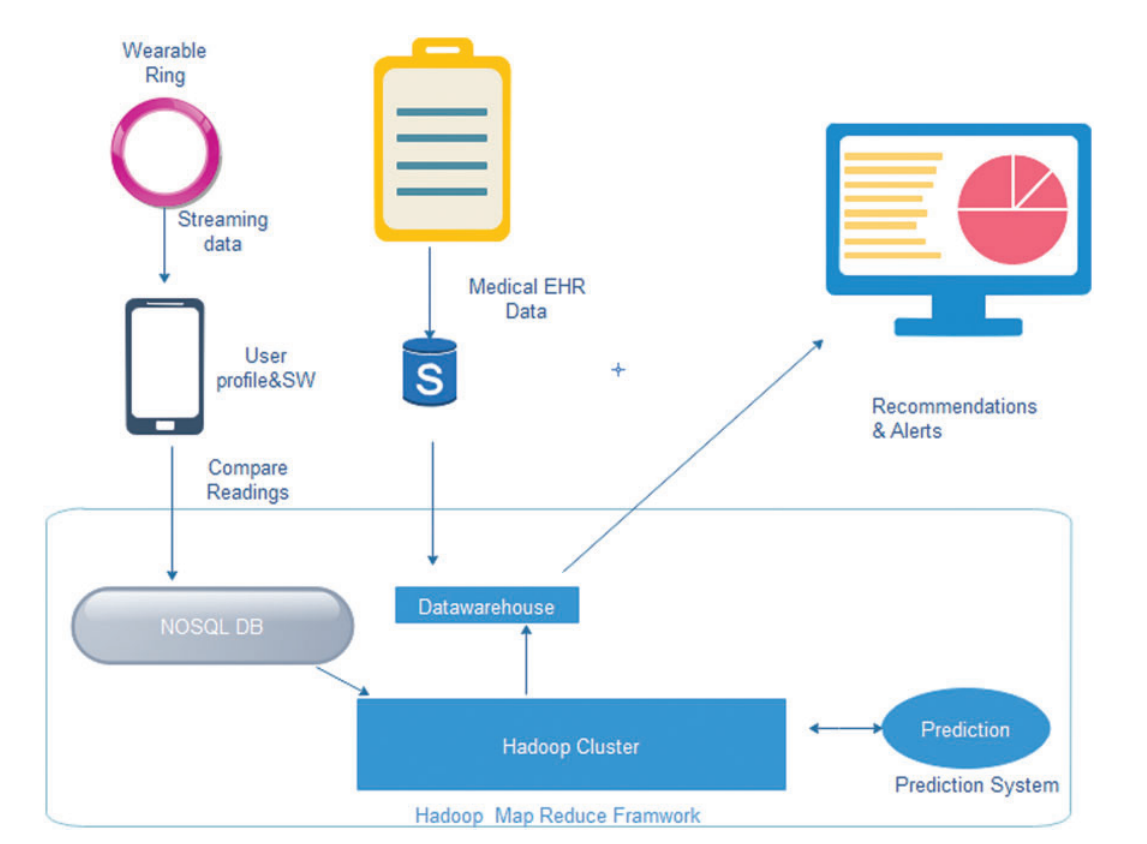 Wearable
Ring
Streaming
data
Medical EHR
Data
S
User
profile&SW
Recommendations
& Alerts
Compare
Readings
NOSQL DB
Datawarehouse
Hadoop Cluster
Prediction
Prediction System
Hadoop Map Reduce Framwork